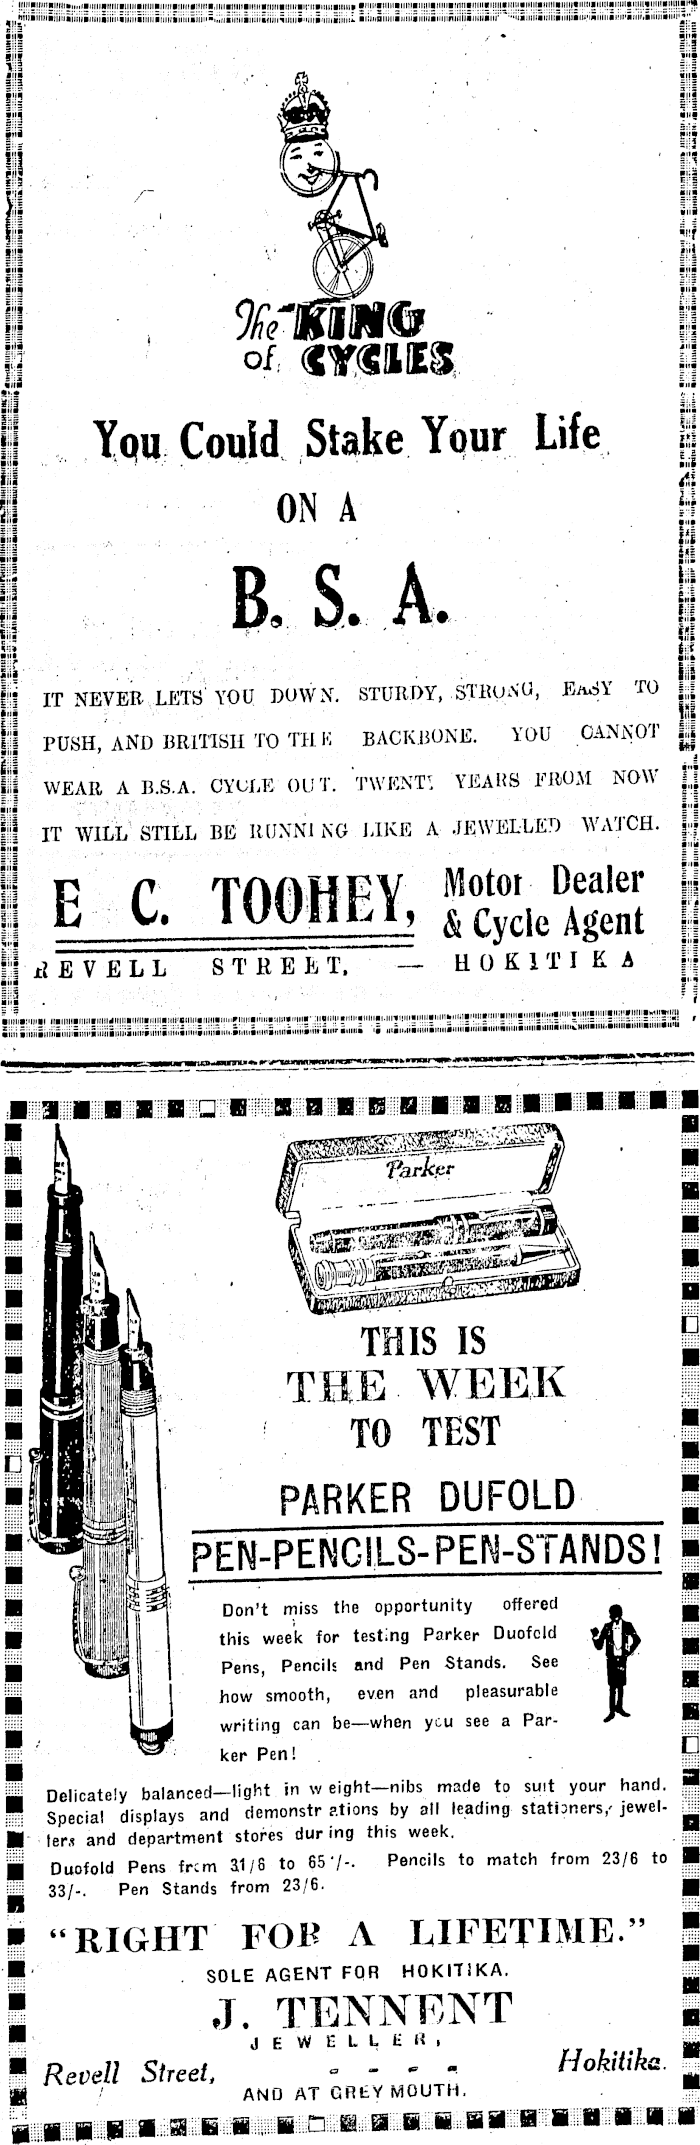 The KING
of CYCLES
You Could Stake Your Life
ON A
B. S. A.
IT NEVER LETS YOU DOWN. STURDY, STRONG, EASY TO
PUSH, AND BRITISH TO THE BACKBONE. YOU CANNOT
WEAR A B.S.A. CYCLE OUT. TWENTY YEARS FROM NOW
IT WILL STILL BE RUNNING LIKE A JEWELLED WATCH.
E C. TOOHEY, Motor Dealer
& Cycle Agent
REVELL STREET, — HOKITIKA
Parker
THIS IS
THE WEEK
TO TEST
PARKER DUFOLD
PEN-PENCILS-PEN-STANDS!
Don't miss the opportunity offered
this week for testing Parker Duofold
Pens, Pencils and Pen Stands. See
how smooth, even and pleasurable
writing can be—when you see a Par-
ker Pen!
Delicately balanced—light in weight—nibs made to suit your hand.
Special displays and demonstrations by all leading stationers, jewel-
lers and department stores during this week.
Duofold Pens from 31/6 to 65/-. Pencils to match from 23/6 to
33/-. Pen Stands from 23/6.
"RIGHT FOR A LIFETIME."
SOLE AGENT FOR HOKITIKA.
J. TENNENT
JEWELLER,
Revell Street, - - - - Hokitika.
AND AT GREYMOUTH.